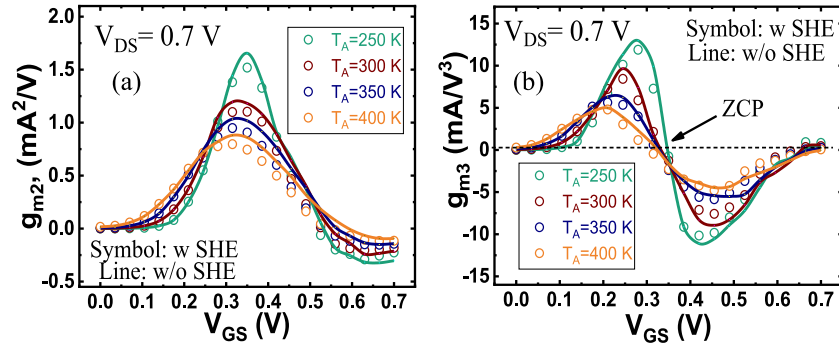 V_DS= 0.7 V
(a)
T_A=250 K
T_A=300 K
T_A=350 K
T_A=400 K
Symbol: w SHE
Line: w/o SHE
g_m2, (mA²/V)
1.5
1.0
0.5
0.0
-0.5
0.0 0.1 0.2 0.3 0.4 0.5 0.6 0.7
V_GS (V)
V_DS= 0.7 V
Symbol: w SHE
Line: w/o SHE
(b)
ZCP
T_A=250 K
T_A=300 K
T_A=350 K
T_A=400 K
g_m3 (mA/V³)
15
10
5
0
-5
-10
-15
0.0 0.1 0.2 0.3 0.4 0.5 0.6 0.7
V_GS (V)